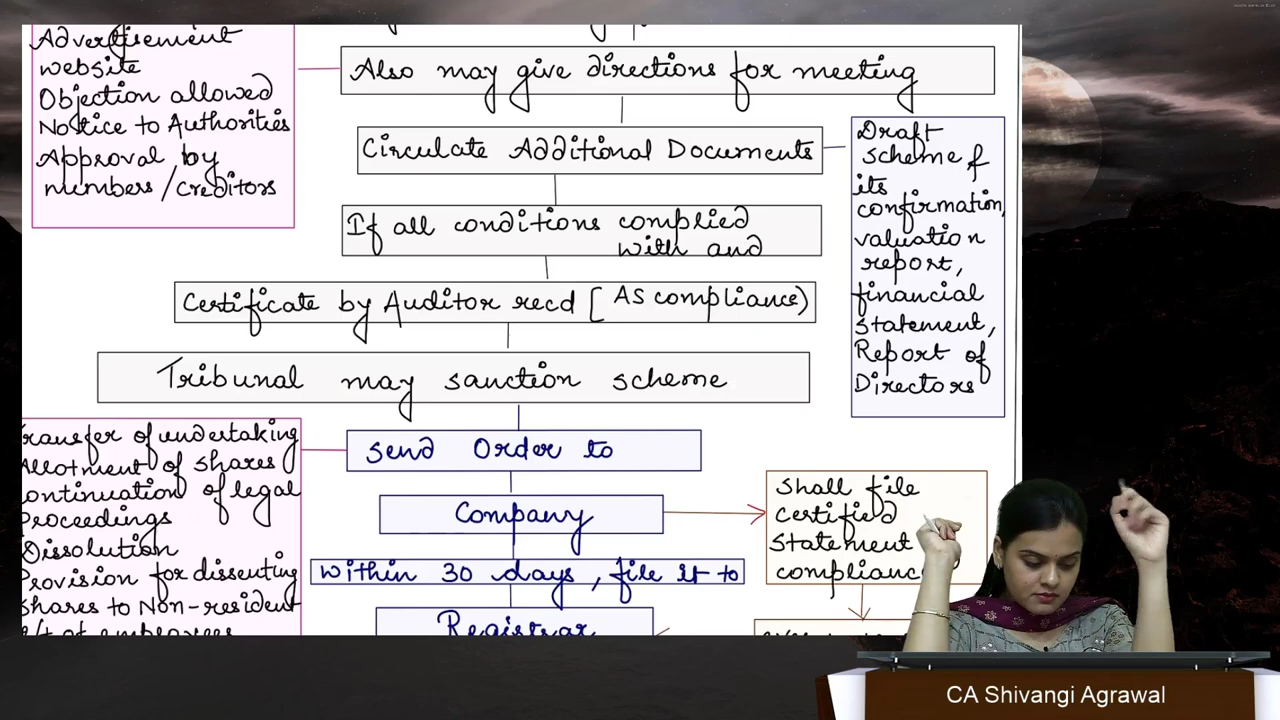 Advertisement
website
Objection allowed
Notice to Authorities
Approval by
members / creditors
Also may give directions for meeting
Circulate Additional Documents
Draft
scheme &
its
confirmation,
valuation
report,
financial
statement,
Report of
Directors
If all conditions complied
with and
Certificate by Auditor recd [ AS compliance)
Tribunal may sanction scheme
Send Order to
Transfer of undertaking
Allotment of shares
Continuation of legal
Proceedings
Dissolution
Provision for dissenting
shares to Non-resident
Company
shall file
certified
statement
compliance
within 30 days, file it to
Registrar
CA Shivangi Agrawal